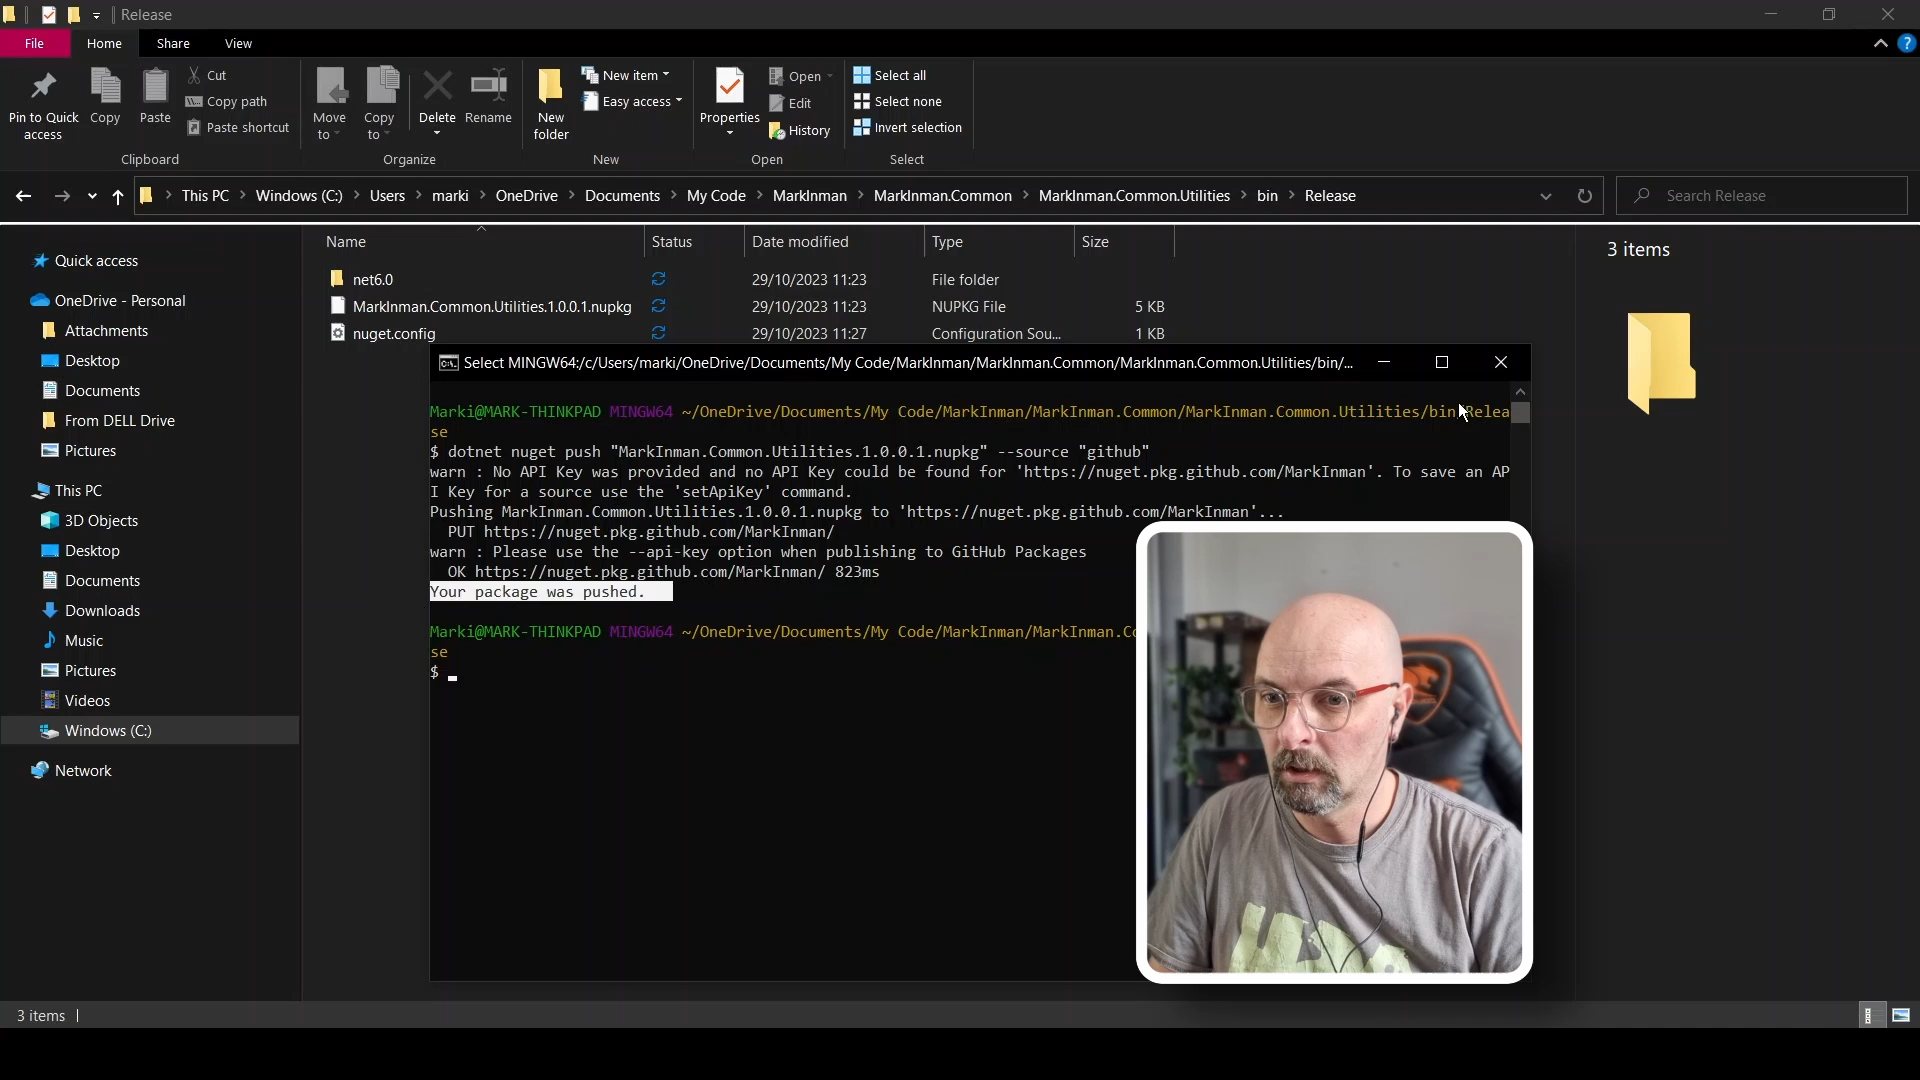 Release
File
Home
Share
View
Pin to Quick access
Copy
Paste
Cut
Copy path
Paste shortcut
Clipboard
Move to
Copy to
Delete
Rename
Organize
New folder
New item
Easy access
New
Properties
Open
Edit
History
Open
Select all
Select none
Invert selection
Select
This PC > Windows (C:) > Users > marki > OneDrive > Documents > My Code > MarkInman > MarkInman.Common > MarkInman.Common.Utilities > bin > Release
Search Release
Quick access
OneDrive - Personal
Attachments
Desktop
Documents
From DELL Drive
Pictures
This PC
3D Objects
Desktop
Documents
Downloads
Music
Pictures
Videos
Windows (C:)
Network
Name Status Date modified Type Size
net6.0 29/10/2023 11:23 File folder
MarkInman.Common.Utilities.1.0.0.1.nupkg 29/10/2023 11:23 NUPKG File 5 KB
nuget.config 29/10/2023 11:27 Configuration Sou... 1 KB
3 items
Select MINGW64:/c/Users/marki/OneDrive/Documents/My Code/MarkInman/MarkInman.Common/MarkInman.Common.Utilities/bin/...
Marki@MARK-THINKPAD MINGW64 ~/OneDrive/Documents/My Code/MarkInman/MarkInman.Common/MarkInman.Common.Utilities/bin/Relea
se
$ dotnet nuget push "MarkInman.Common.Utilities.1.0.0.1.nupkg" --source "github"
warn : No API Key was provided and no API Key could be found for 'https://nuget.pkg.github.com/MarkInman'. To save an AP
I Key for a source use the 'setApiKey' command.
Pushing MarkInman.Common.Utilities.1.0.0.1.nupkg to 'https://nuget.pkg.github.com/MarkInman'...
PUT https://nuget.pkg.github.com/MarkInman/
warn : Please use the --api-key option when publishing to GitHub Packages
OK https://nuget.pkg.github.com/MarkInman/ 823ms
Your package was pushed.
Marki@MARK-THINKPAD MINGW64 ~/OneDrive/Documents/My Code/MarkInman/MarkInman.Co
se
$
3 items